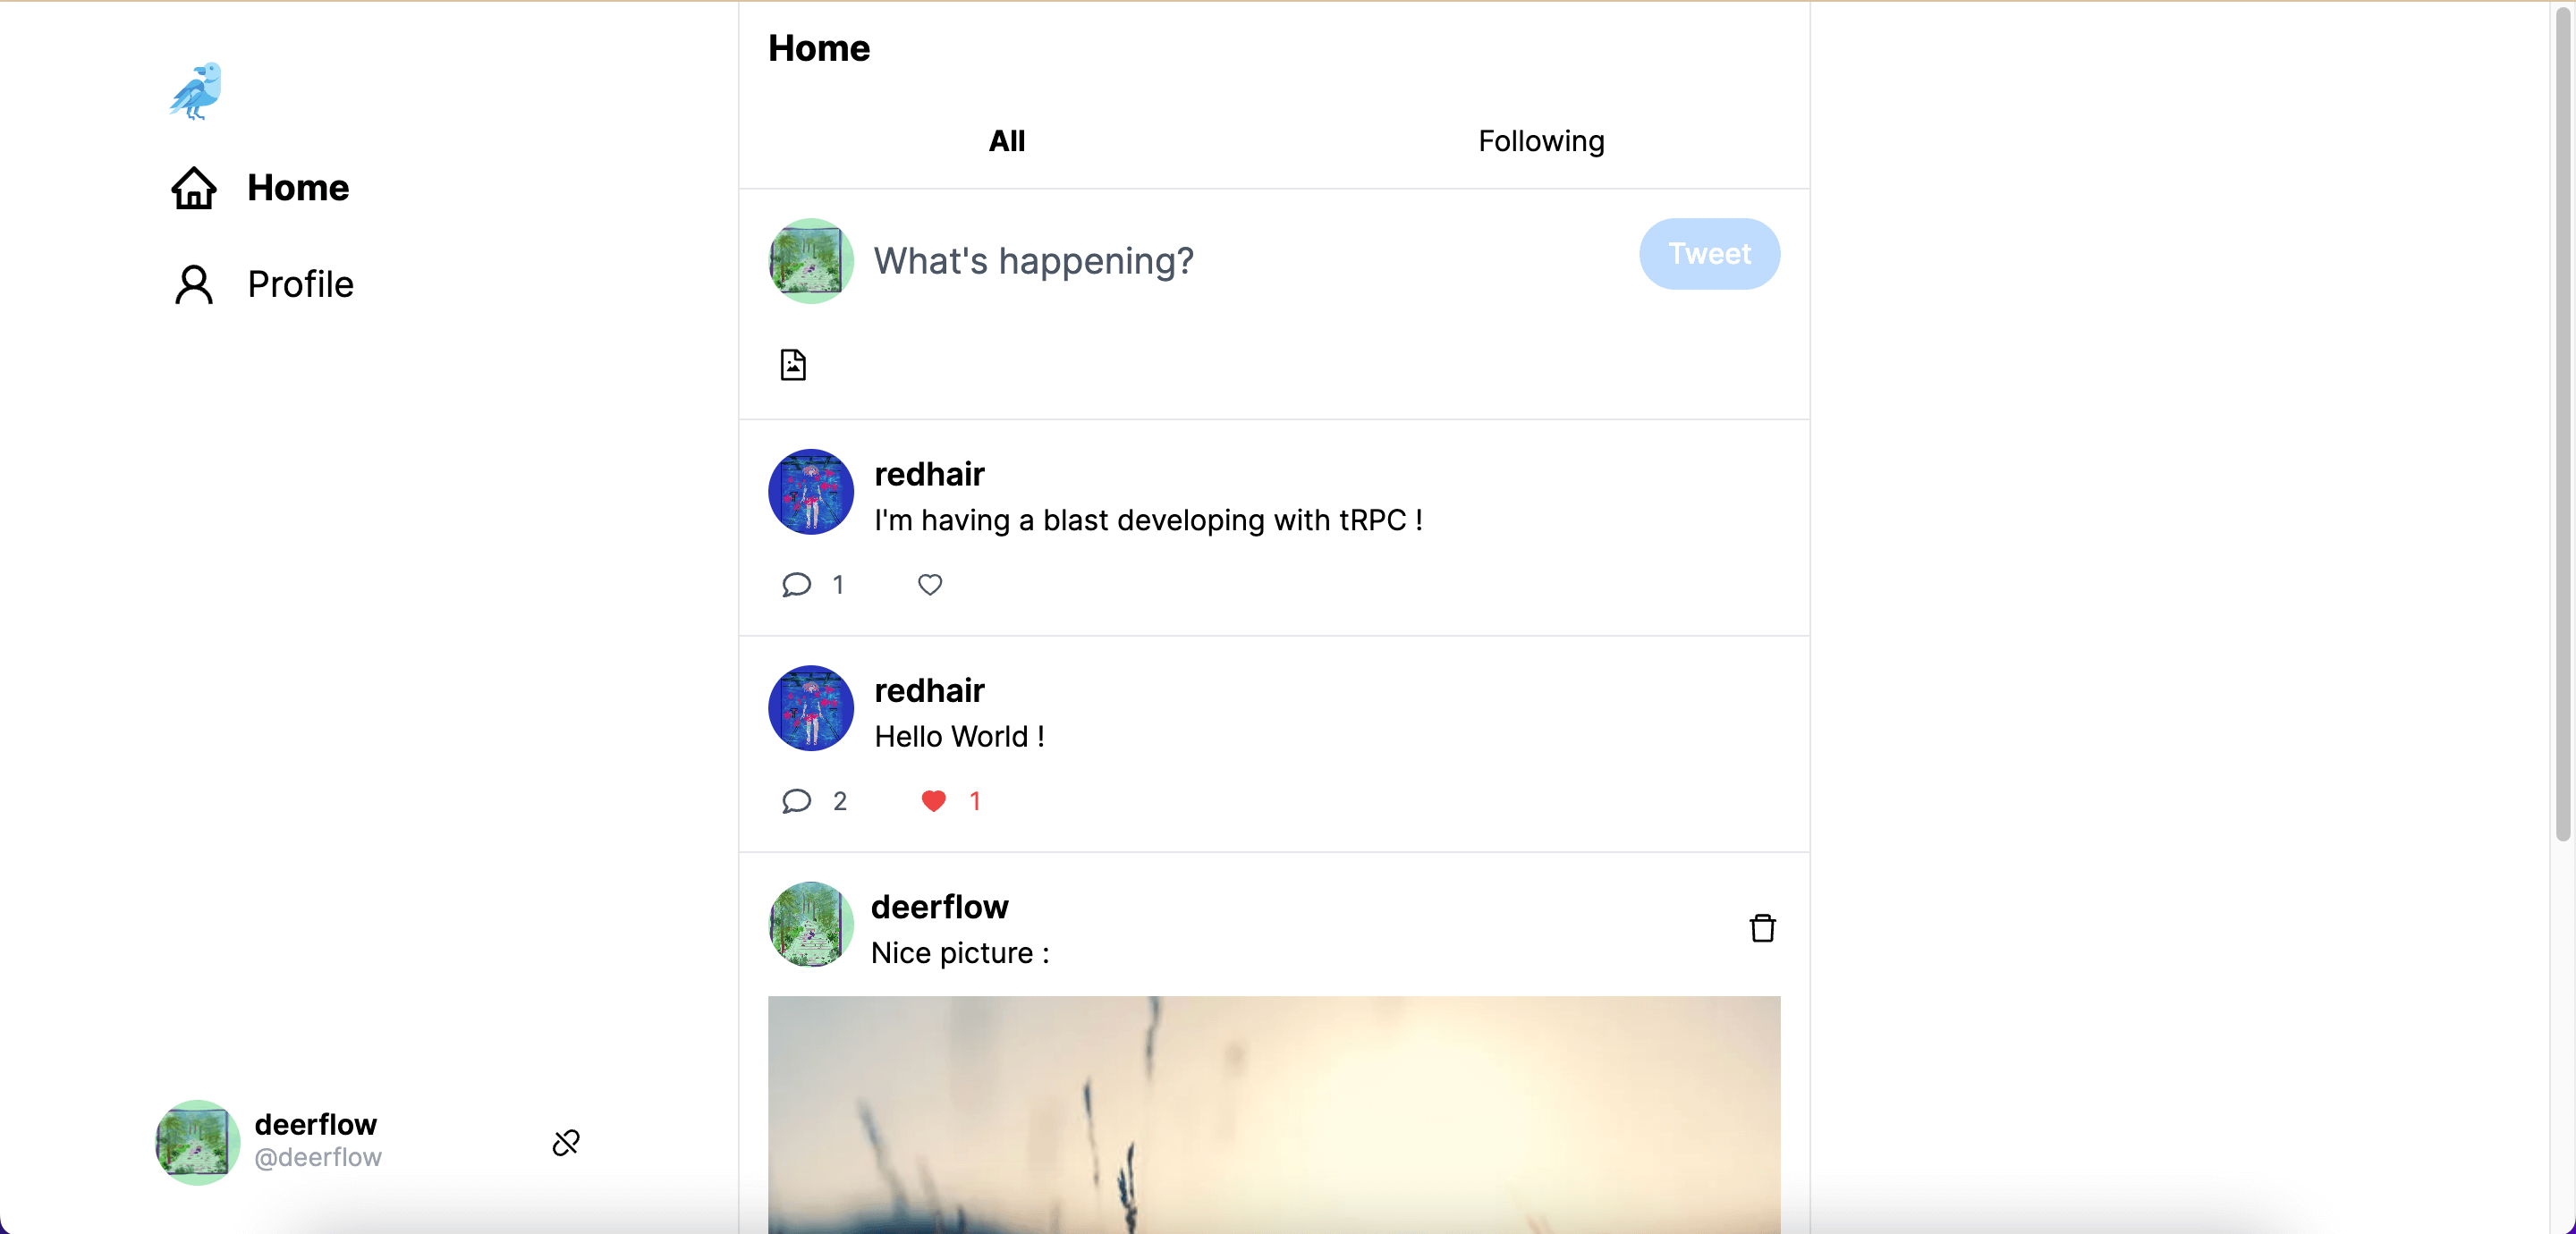 Home
Profile
deerflow
@deerflow
Home
All Following
What's happening?
Tweet
redhair
I'm having a blast developing with tRPC !
1
redhair
Hello World !
2 1
deerflow
Nice picture :